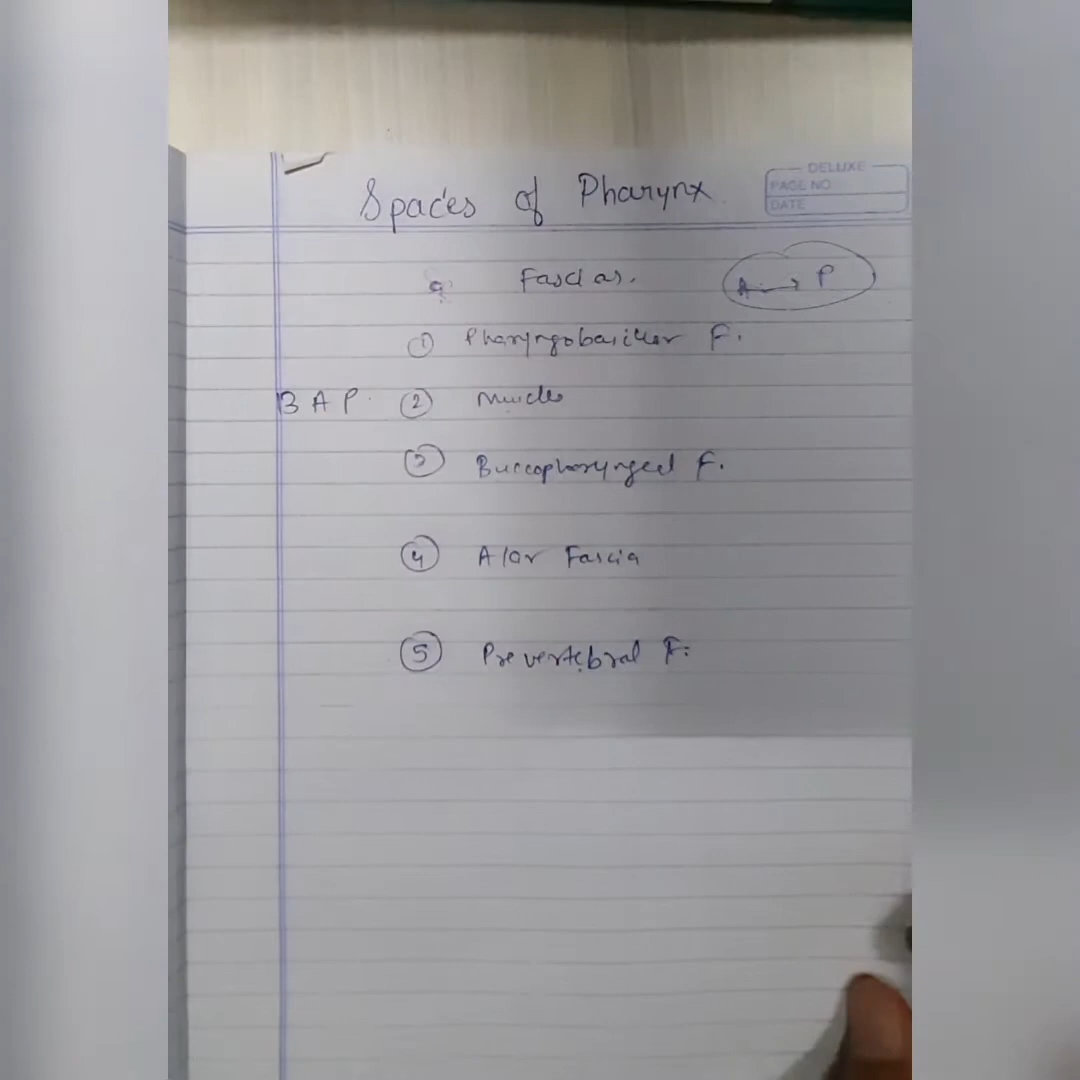 DELUXE
PAGE NO
DATE
Spaces of Pharynx
Fascias. A → P
① Pharyngobasilar F.
BAP. ② Muscles
③ Buccopharyngeal F.
④ Alar Fascia
⑤ Prevertebral F.